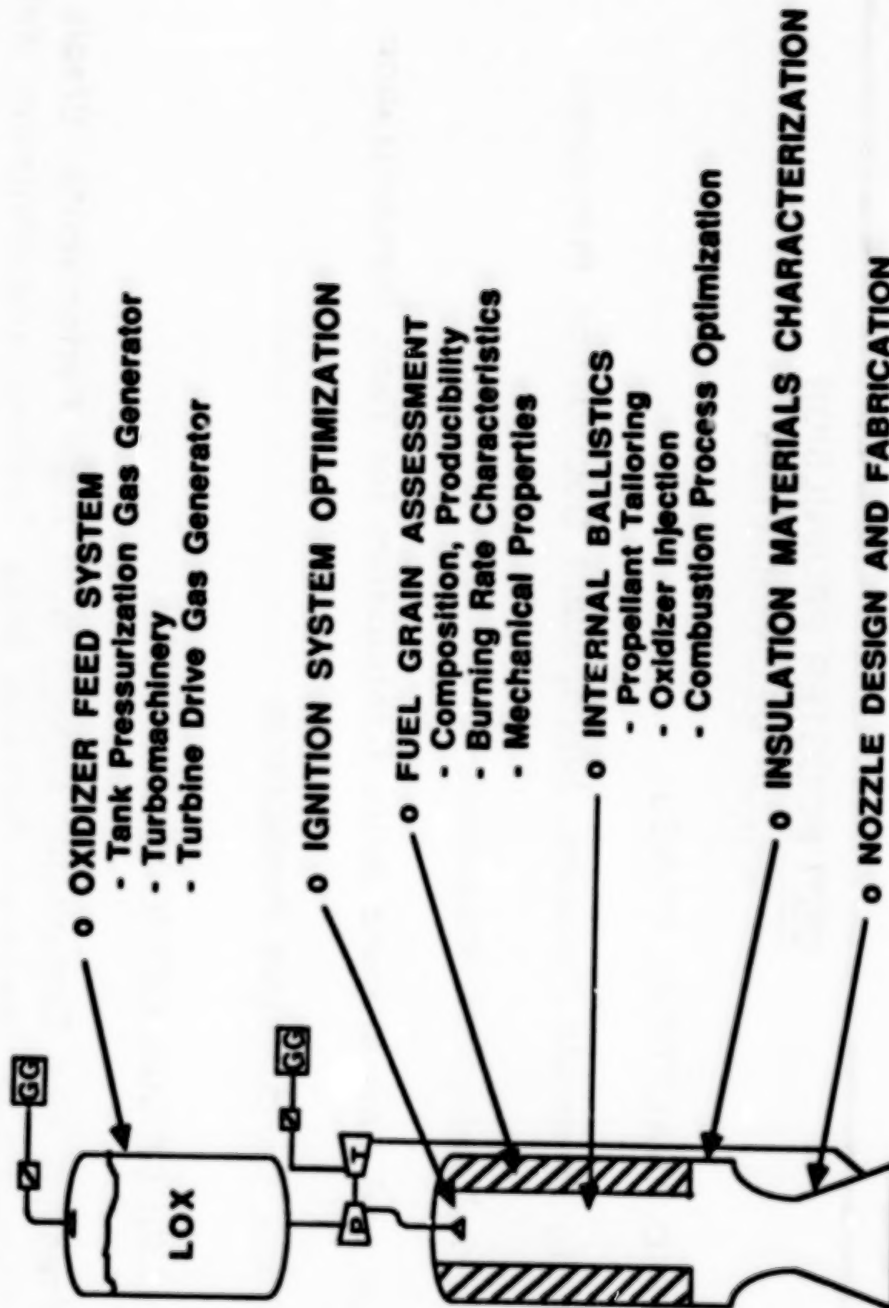 o OXIDIZER FEED SYSTEM
- Tank Pressurization Gas Generator
- Turbomachinery
- Turbine Drive Gas Generator
o IGNITION SYSTEM OPTIMIZATION
o FUEL GRAIN ASSESSMENT
- Composition, Producibility
- Burning Rate Characteristics
- Mechanical Properties
o INTERNAL BALLISTICS
- Propellant Tailoring
- Oxidizer Injection
- Combustion Process Optimization
o INSULATION MATERIALS CHARACTERIZATION
o NOZZLE DESIGN AND FABRICATION
GG
LOX
GG
P
T